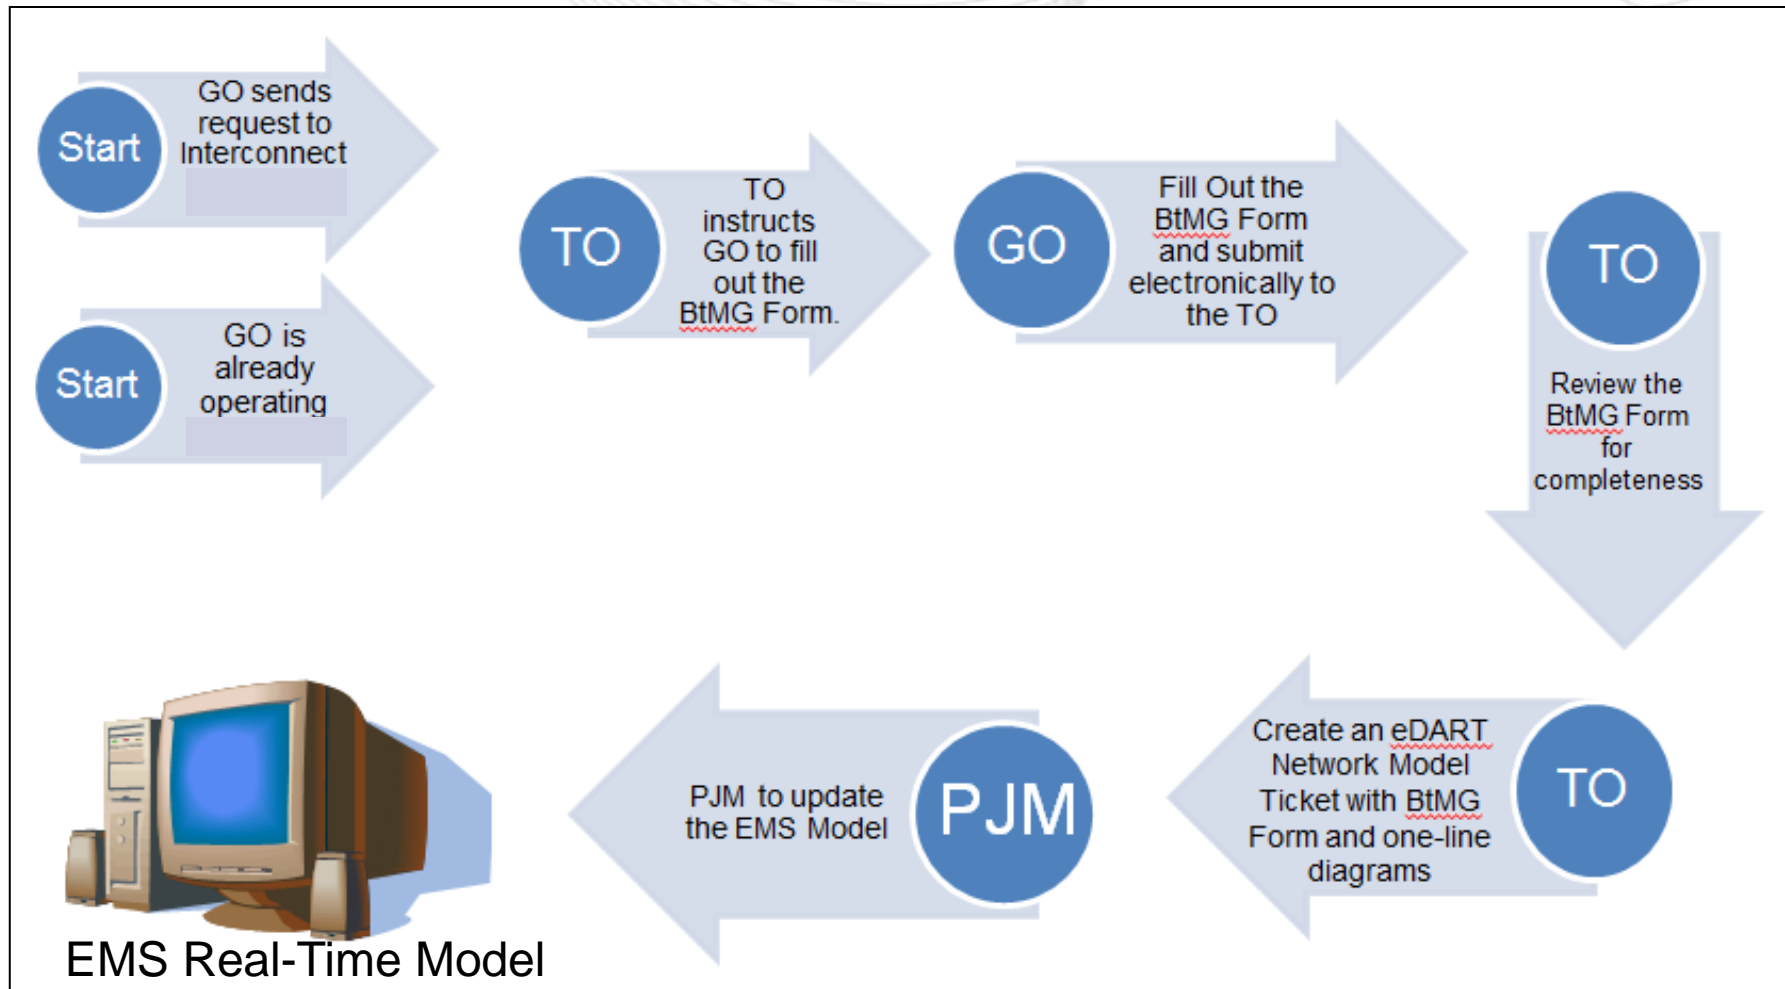 Start
GO sends
request to
Interconnect
Start
GO is
already
operating
TO
TO
instructs
GO to fill
out the
BtMG Form.
GO
Fill Out the
BtMG Form
and submit
electronically to
the TO
TO
Review the
BtMG Form
for
completeness
TO
Create an eDART
Network Model
Ticket with BtMG
Form and one-line
diagrams
PJM
PJM to update
the EMS Model
EMS Real-Time Model